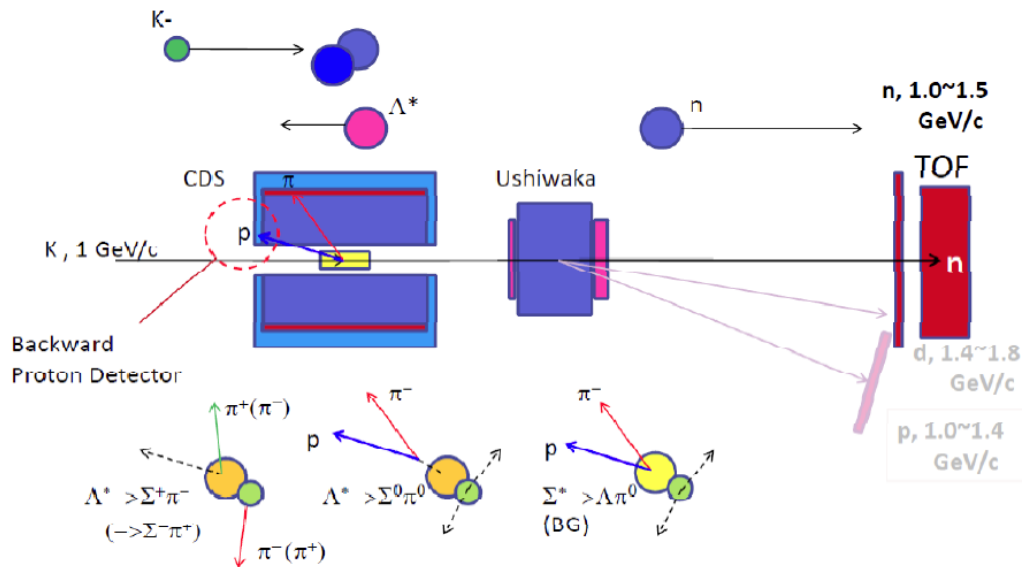 K-
Λ*
n
n, 1.0~1.5
GeV/c
CDS
π
Ushiwaka
TOF
p
K , 1 GeV/c
n
Backward
Proton Detector
d, 1.4~1.8
GeV/c
p, 1.0~1.4
GeV/c
π⁺(π⁻)
π⁻
π⁻
p
p
Λ* >Σ⁺π⁻
(−>Σ⁻π⁺)
Λ* >Σ⁰π⁰
Σ* >Λπ⁰
(BG)
π⁻(π⁺)